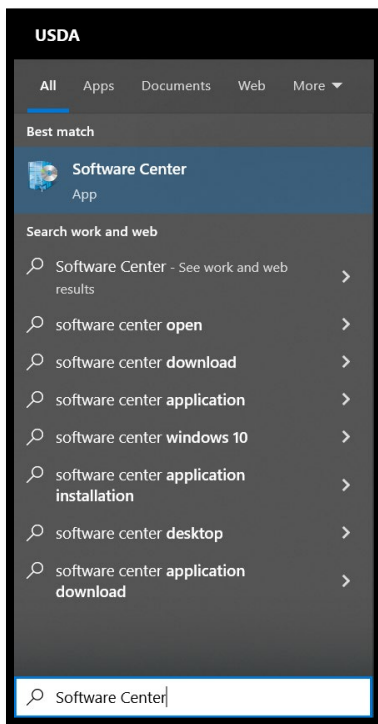 USDA
All Apps Documents Web More
Best match
Software Center
App
Search work and web
Software Center - See work and web
results
software center open
software center download
software center application
software center windows 10
software center application
installation
software center desktop
software center application
download
Software Center